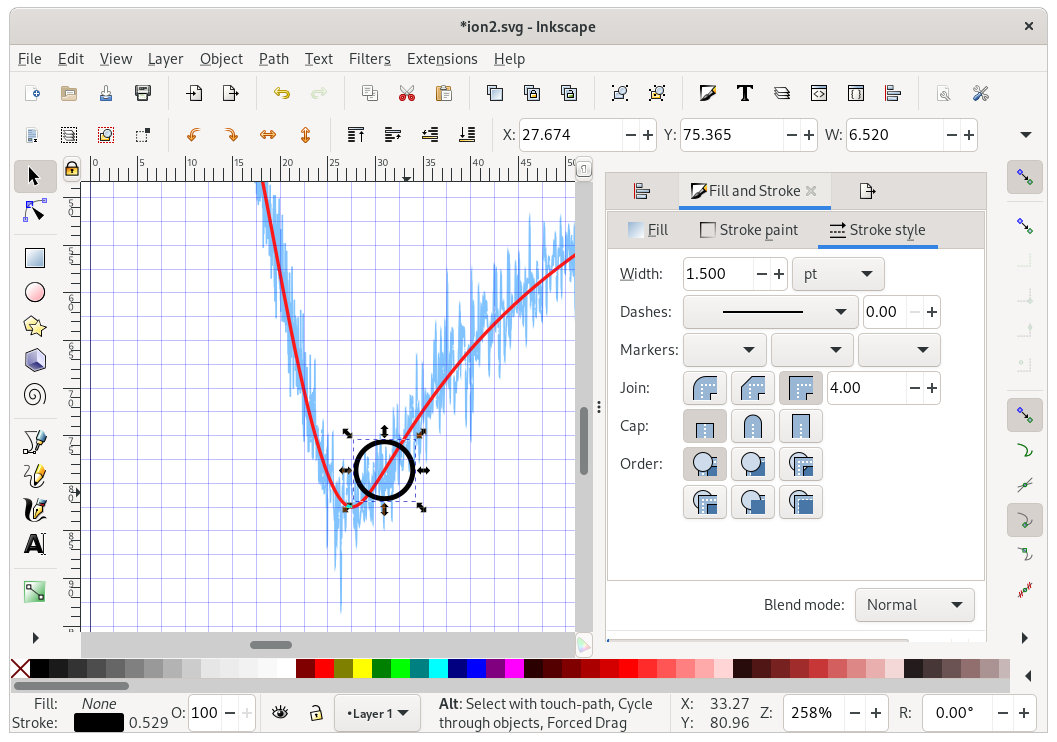 *ion2.svg - Inkscape
File Edit View Layer Object Path Text Filters Extensions Help
X: 27.674 Y: 75.365 W: 6.520
0 5 10 15 20 25 30 35 40 45 50
Fill and Stroke
Fill Stroke paint Stroke style
Width: 1.500 pt
Dashes: 0.00
Markers:
Join: 4.00
Cap:
Order:
Blend mode: Normal
Fill: None O: 100 Layer 1 Alt: Select with touch-path, Cycle X: 33.27 Z: 258% R: 0.00°
Stroke: 0.529 through objects, Forced Drag Y: 80.96